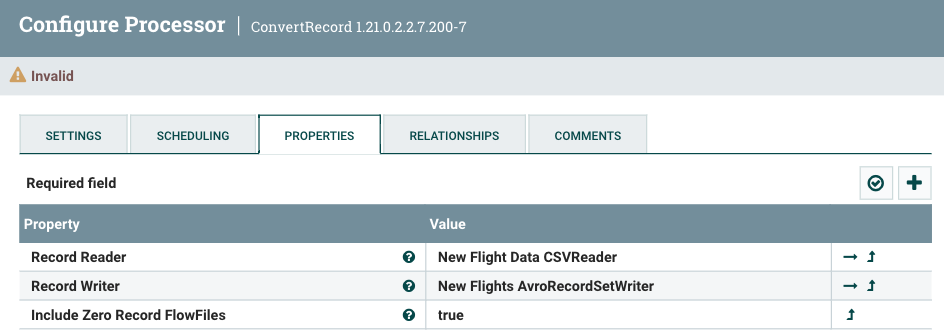 Configure Processor | ConvertRecord 1.21.0.2.2.7.200-7
Invalid
SETTINGS SCHEDULING PROPERTIES RELATIONSHIPS COMMENTS
Required field
Property Value
Record Reader New Flight Data CSVReader
Record Writer New Flights AvroRecordSetWriter
Include Zero Record FlowFiles true